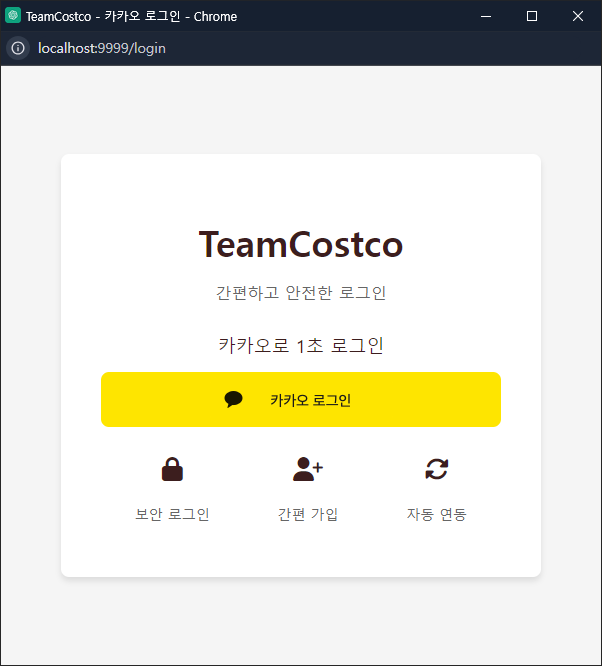 TeamCostco - 카카오 로그인 - Chrome
localhost:9999/login
TeamCostco
간편하고 안전한 로그인
카카오로 1초 로그인
카카오 로그인
보안 로그인 간편 가입 자동 연동